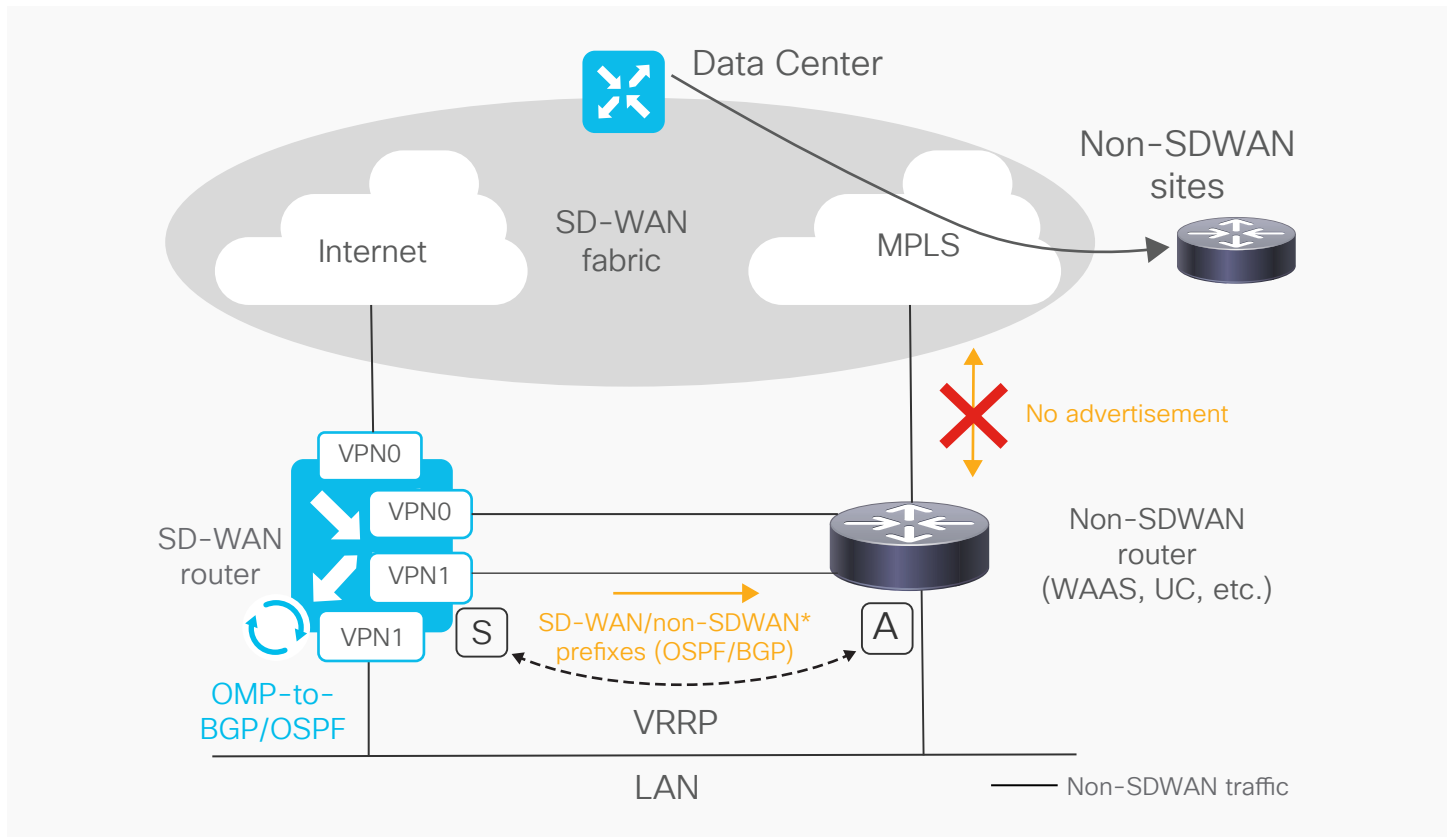 Data Center
Non-SDWAN
sites
Internet
SD-WAN
fabric
MPLS
No advertisement
VPN0
VPN0
SD-WAN
router
VPN1
VPN1
S
SD-WAN/non-SDWAN*
prefixes (OSPF/BGP)
A
Non-SDWAN
router
(WAAS, UC, etc.)
OMP-to-
BGP/OSPF
VRRP
LAN
Non-SDWAN traffic